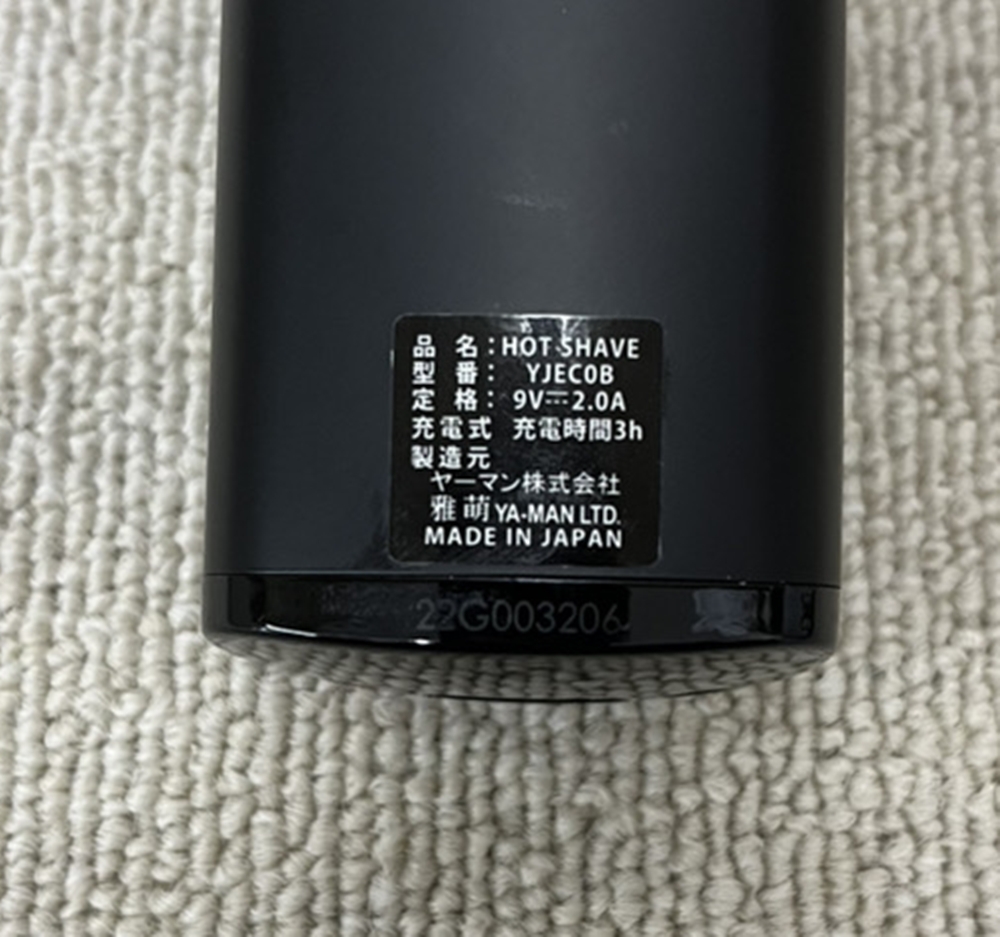 品 名：HOT SHAVE
型 番： YJEC0B
定 格： 9V⎓2.0A
充電式 充電時間3h
製造元
ヤーマン株式会社
雅萌 YA-MAN LTD.
MADE IN JAPAN
22G003206